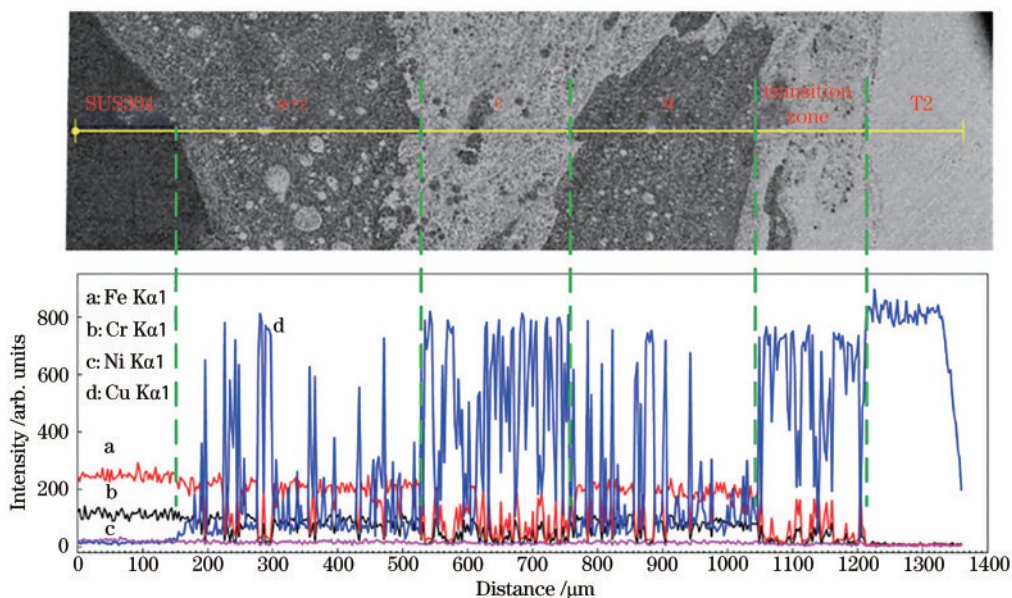 SUS304 α+ε ε α transition zone T2
a: Fe Kα1
b: Cr Kα1
c: Ni Kα1
d: Cu Kα1
d
a
b
c
Intensity /arb. units
800
600
400
200
0
0 100 200 300 400 500 600 700 800 900 1000 1100 1200 1300 1400
Distance /μm